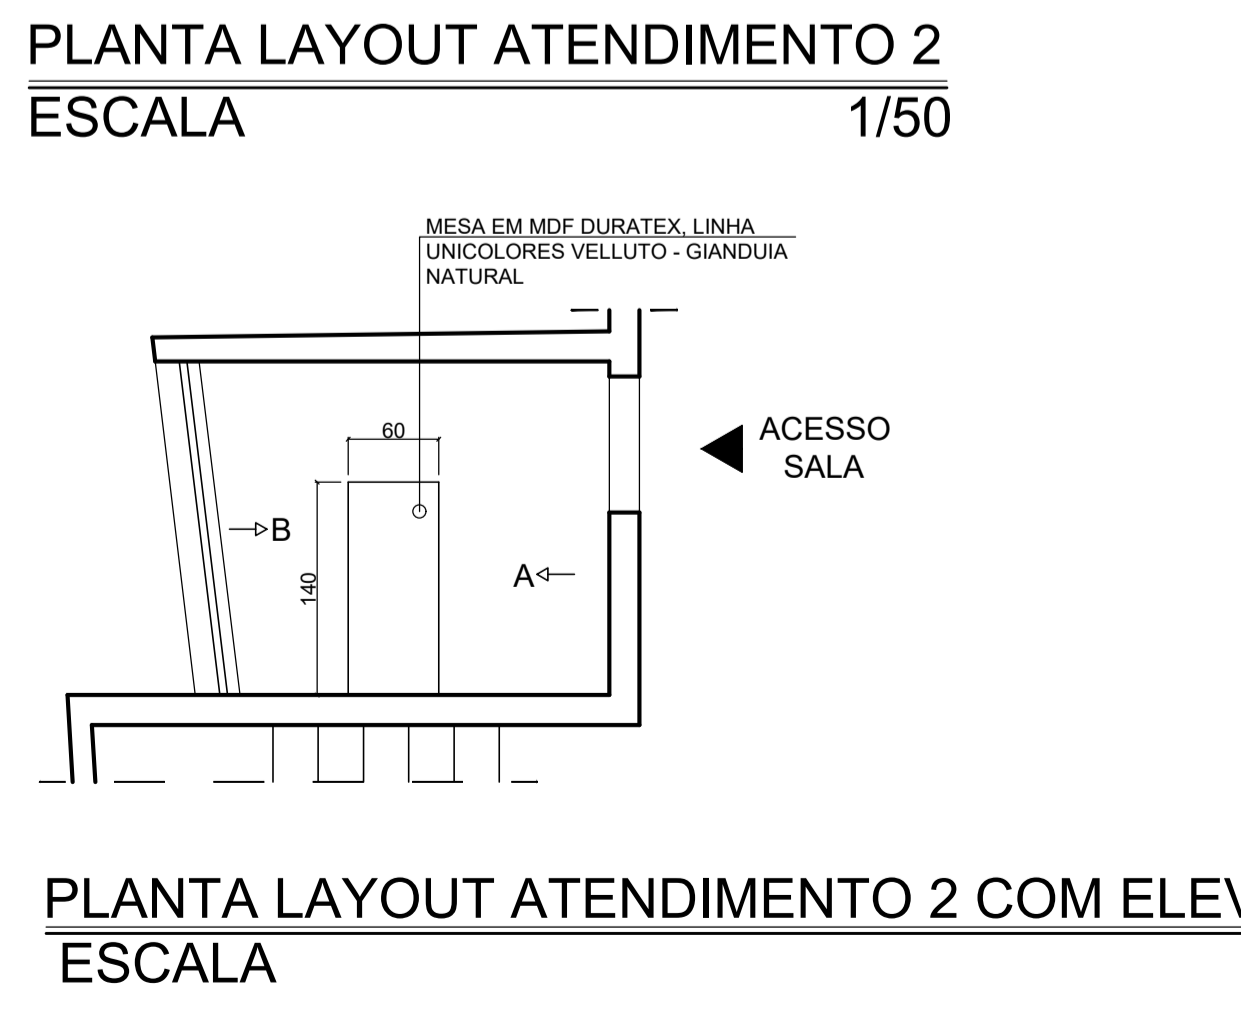 PLANTA LAYOUT ATENDIMENTO 2
ESCALA 1/50
MESA EM MDF DURATEX, LINHA
UNICOLORES VELLUTO - GIANDUIA
NATURAL
60
ACESSO
SALA
B
A
140
PLANTA LAYOUT ATENDIMENTO 2 COM ELEV
ESCALA